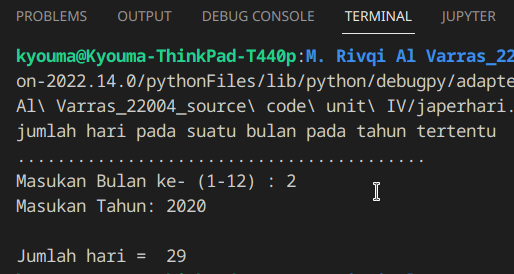 PROBLEMS OUTPUT DEBUG CONSOLE TERMINAL JUPYTER
kyouma@Kyouma-ThinkPad-T440p:M. Rivqi Al Varras_22
on-2022.14.0/pythonFiles/lib/python/debugpy/adapte
Al\ Varras_22004_source\ code\ unit\ IV/japerhari.
jumlah hari pada suatu bulan pada tahun tertentu
.........................................
Masukan Bulan ke- (1-12) : 2
Masukan Tahun: 2020
Jumlah hari =  29